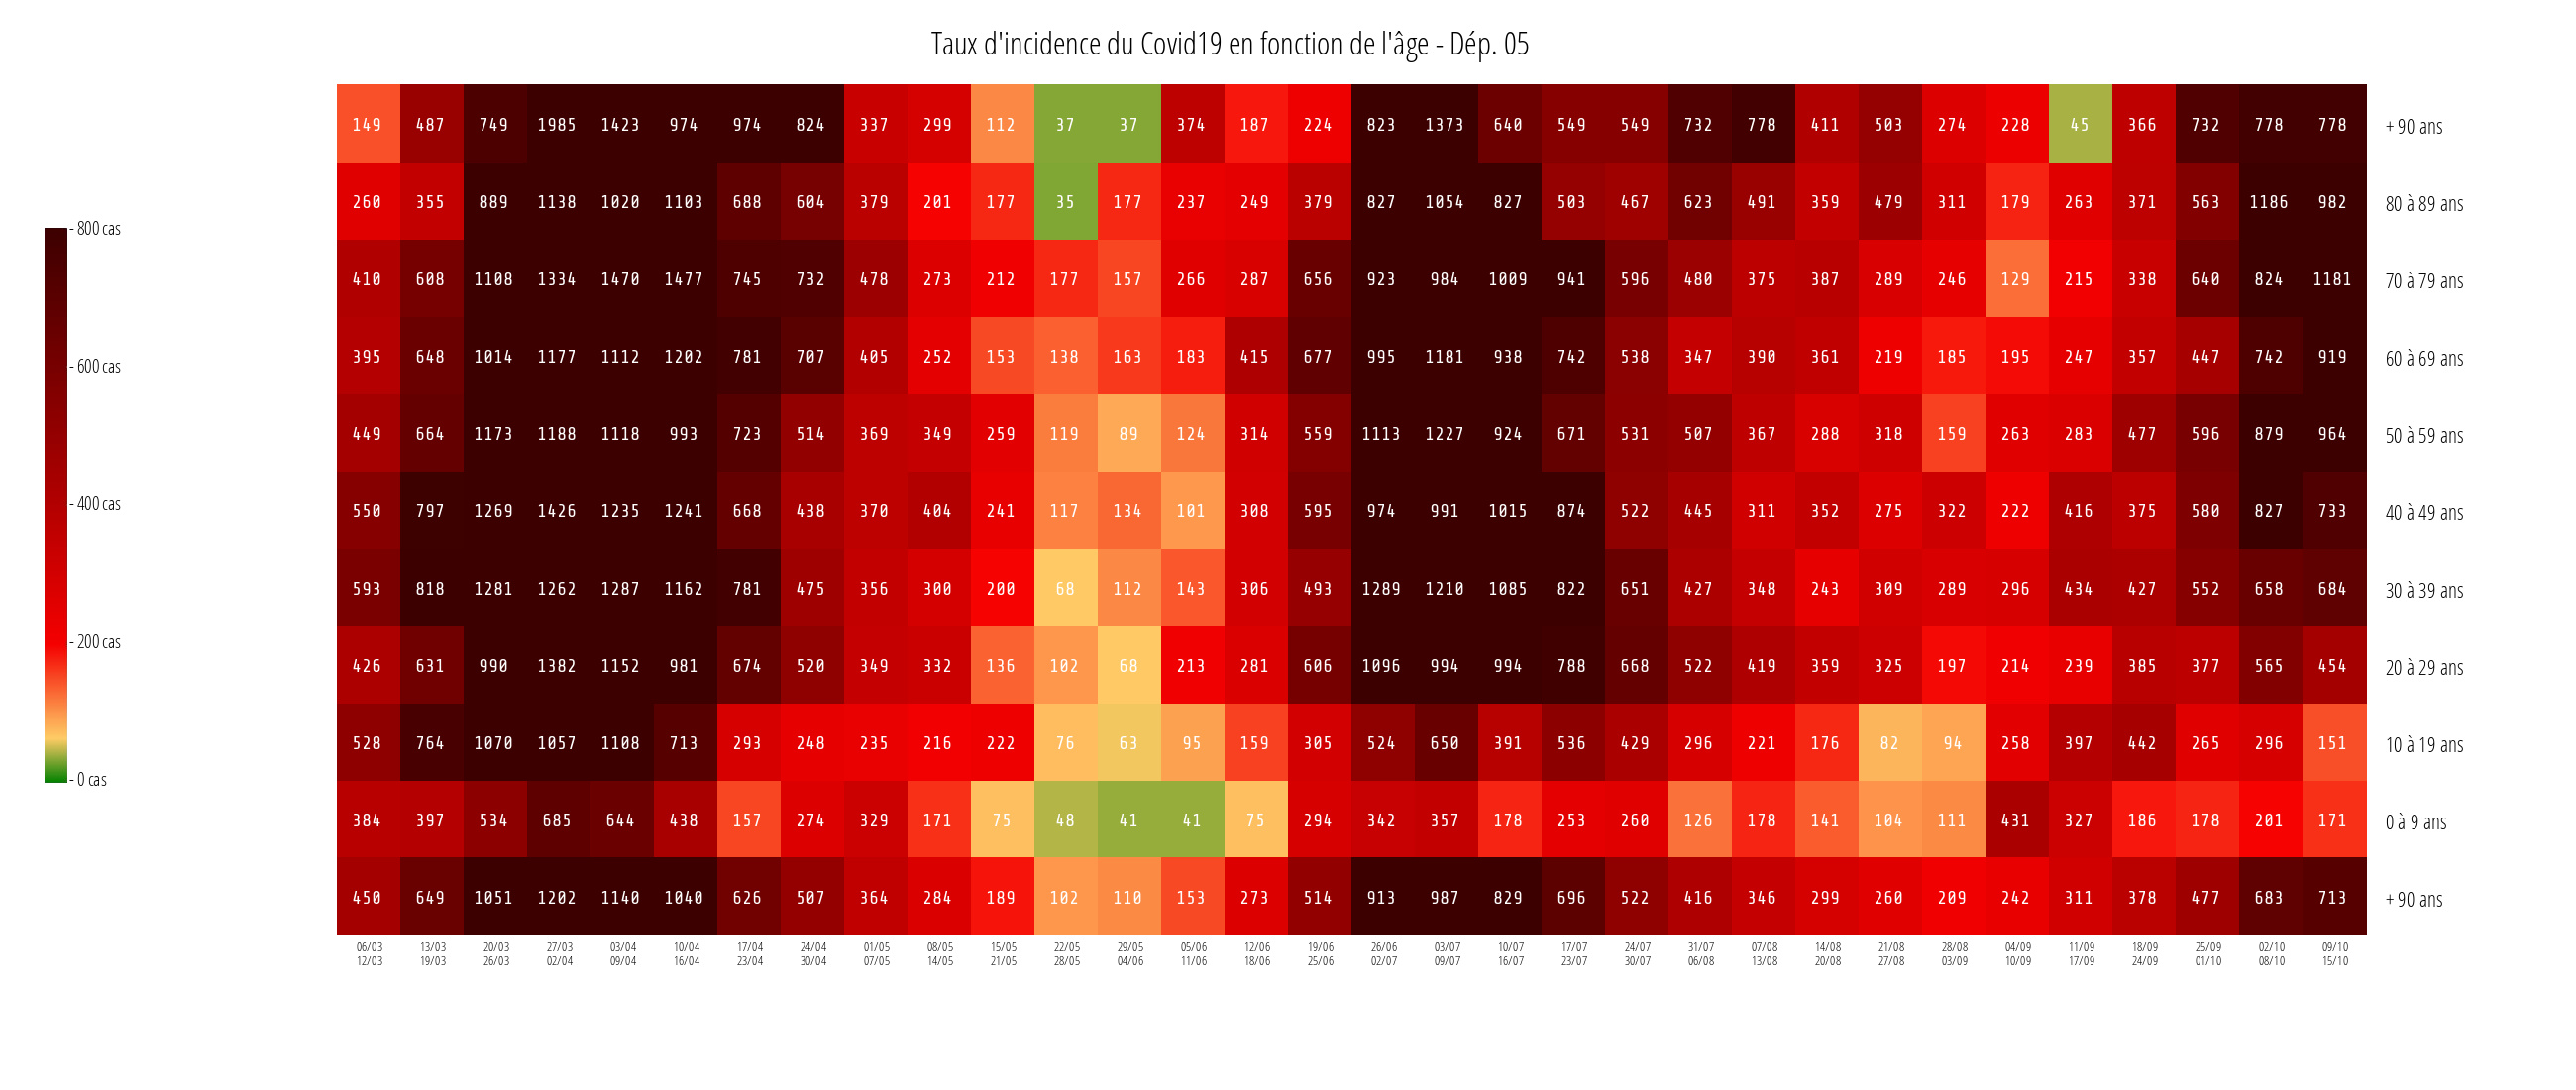 Taux d'incidence du Covid19 en fonction de l'âge - Dép. 05
149 487 749 1985 1423 974 974 824 337 299 112 37 37 374 187 224 823 1373 640 549 549 732 778 411 503 274 228 45 366 732 778 778 + 90 ans
260 355 889 1138 1020 1103 688 604 379 201 177 35 177 237 249 379 827 1054 827 503 467 623 491 359 479 311 179 263 371 563 1186 982 80 à 89 ans
- 800 cas
410 608 1108 1334 1470 1477 745 732 478 273 212 177 157 266 287 656 923 984 1009 941 596 480 375 387 289 246 129 215 338 640 824 1181 70 à 79 ans
395 648 1014 1177 1112 1202 781 707 405 252 153 138 163 183 415 677 995 1181 938 742 538 347 390 361 219 185 195 247 357 447 742 919 60 à 69 ans
- 600 cas
449 664 1173 1188 1118 993 723 514 369 349 259 119 89 124 314 559 1113 1227 924 671 531 507 367 288 318 159 263 283 477 596 879 964 50 à 59 ans
- 400 cas
550 797 1269 1426 1235 1241 668 438 370 404 241 117 134 101 308 595 974 991 1015 874 522 445 311 352 275 322 222 416 375 580 827 733 40 à 49 ans
593 818 1281 1262 1287 1162 781 475 356 300 200 68 112 143 306 493 1289 1210 1085 822 651 427 348 243 309 289 296 434 427 552 658 684 30 à 39 ans
- 200 cas
426 631 990 1382 1152 981 674 520 349 332 136 102 68 213 281 606 1096 994 994 788 668 522 419 359 325 197 214 239 385 377 565 454 20 à 29 ans
528 764 1070 1057 1108 713 293 248 235 216 222 76 63 95 159 305 524 650 391 536 429 296 221 176 82 94 258 397 442 265 296 151 10 à 19 ans
- 0 cas
384 397 534 685 644 438 157 274 329 171 75 48 41 41 75 294 342 357 178 253 260 126 178 141 104 111 431 327 186 178 201 171 0 à 9 ans
450 649 1051 1202 1140 1040 626 507 364 284 189 102 110 153 273 514 913 987 829 696 522 416 346 299 260 209 242 311 378 477 683 713 + 90 ans
06/03 13/03 20/03 27/03 03/04 10/04 17/04 24/04 01/05 08/05 15/05 22/05 29/05 05/06 12/06 19/06 26/06 03/07 10/07 17/07 24/07 31/07 07/08 14/08 21/08 28/08 04/09 11/09 18/09 25/09 02/10 09/10
12/03 19/03 26/03 02/04 09/04 16/04 23/04 30/04 07/05 14/05 21/05 28/05 04/06 11/06 18/06 25/06 02/07 09/07 16/07 23/07 30/07 06/08 13/08 20/08 27/08 03/09 10/09 17/09 24/09 01/10 08/10 15/10